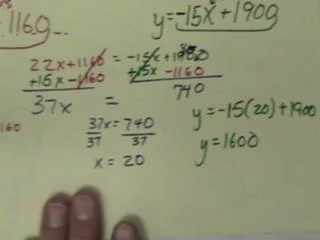 1160
y = -15x + 1900
22x + 1160 = -15x + 1900
+15x - 1160 +15x - 1160
37x = 740
160
37x = 740
37 37
x = 20
y = -15(20) + 1900
y = 1600